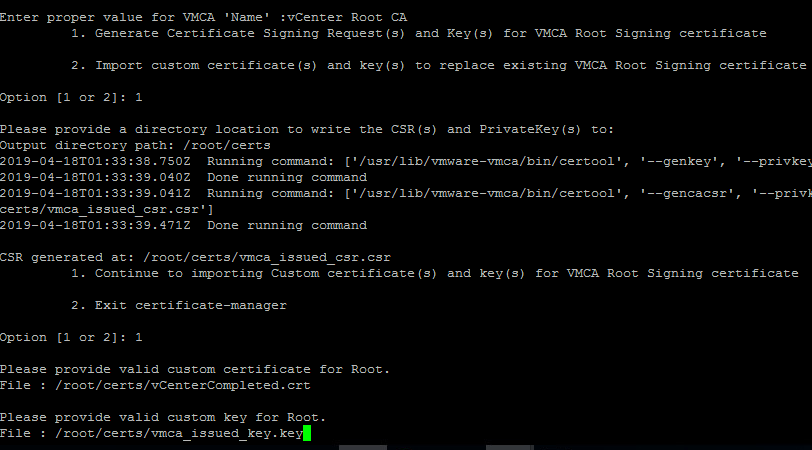 Enter proper value for VMCA 'Name' :vCenter Root CA
1. Generate Certificate Signing Request(s) and Key(s) for VMCA Root Signing certificate
2. Import custom certificate(s) and key(s) to replace existing VMCA Root Signing certificate
Option [1 or 2]: 1
Please provide a directory location to write the CSR(s) and PrivateKey(s) to:
Output directory path: /root/certs
2019-04-18T01:33:38.750Z  Running command: ['/usr/lib/vmware-vmca/bin/certool', '--genkey', '--privkey
2019-04-18T01:33:39.040Z  Done running command
2019-04-18T01:33:39.041Z  Running command: ['/usr/lib/vmware-vmca/bin/certool', '--gencacsr', '--privk
certs/vmca_issued_csr.csr']
2019-04-18T01:33:39.471Z  Done running command
CSR generated at: /root/certs/vmca_issued_csr.csr
1. Continue to importing Custom certificate(s) and key(s) for VMCA Root Signing certificate
2. Exit certificate-manager
Option [1 or 2]: 1
Please provide valid custom certificate for Root.
File : /root/certs/vCenterCompleted.crt
Please provide valid custom key for Root.
File : /root/certs/vmca_issued_key.key